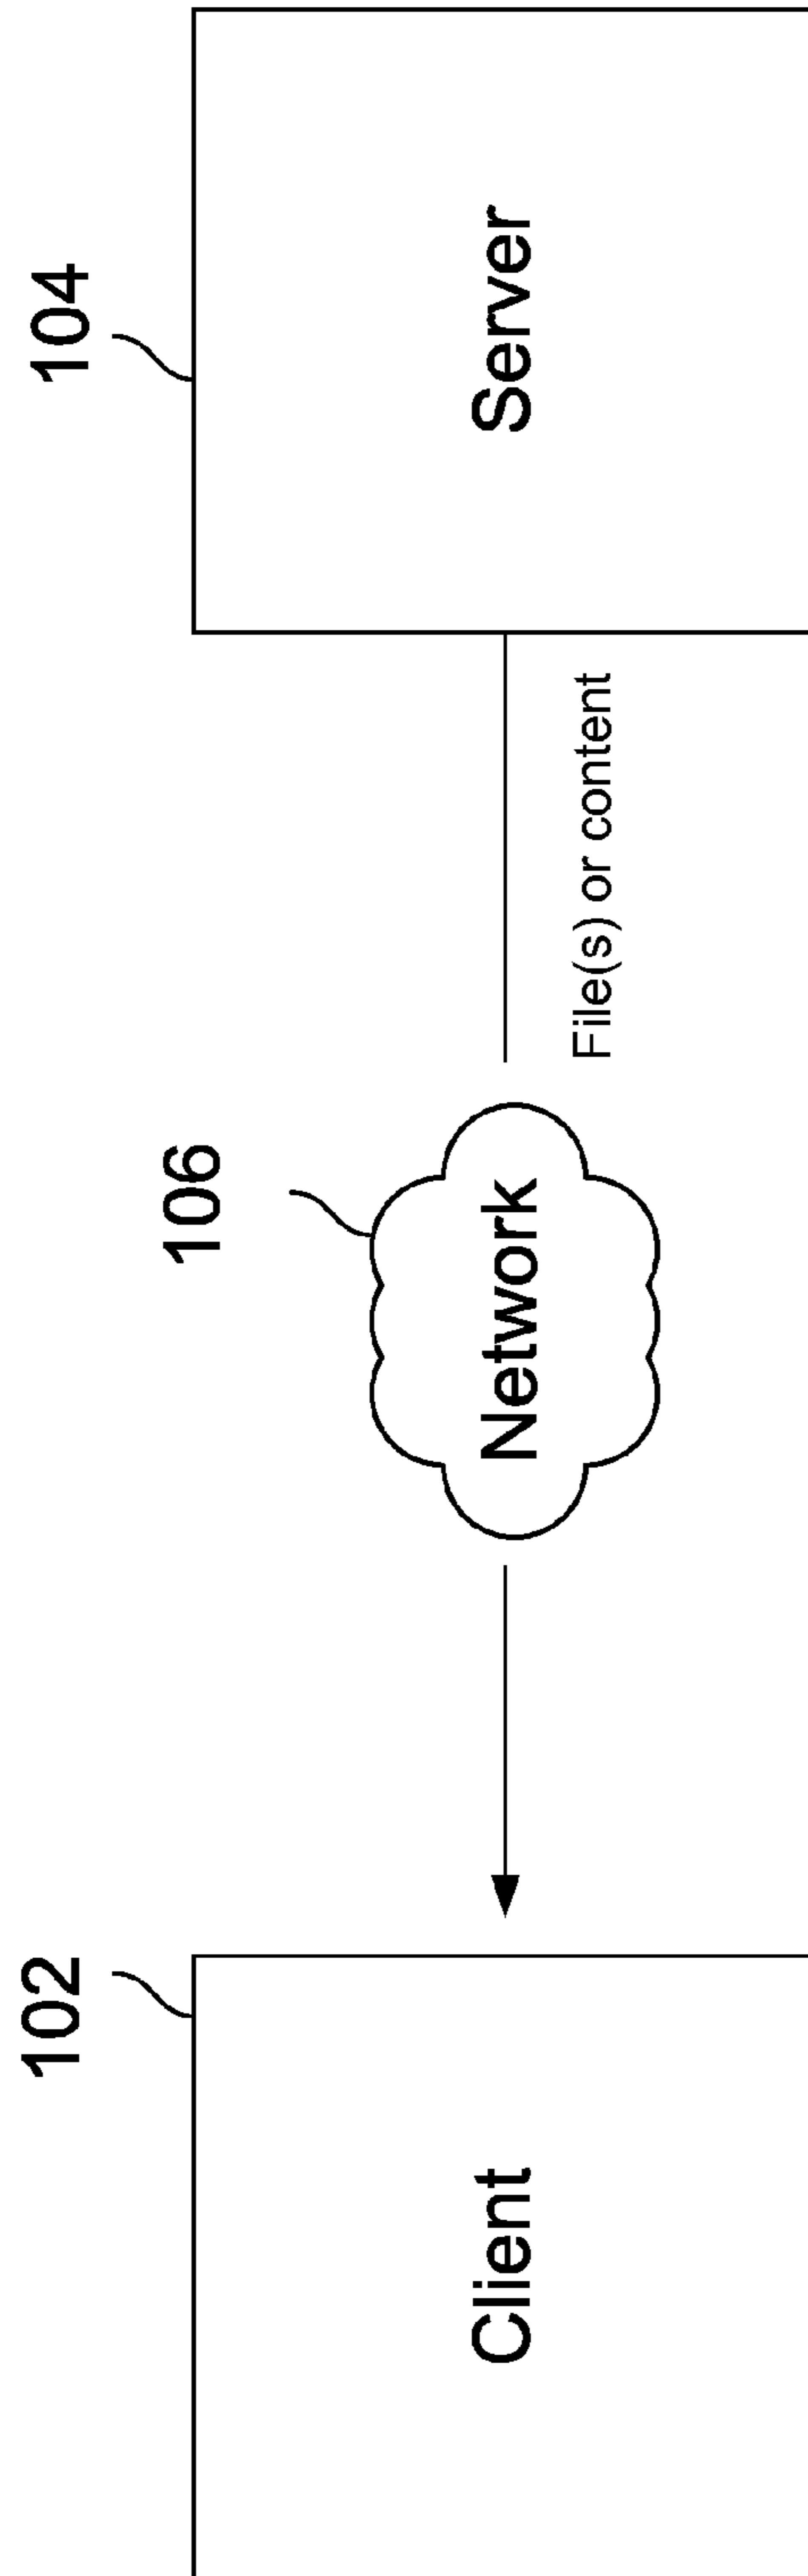 102
106
104
Client
Network
File(s) or content
Server